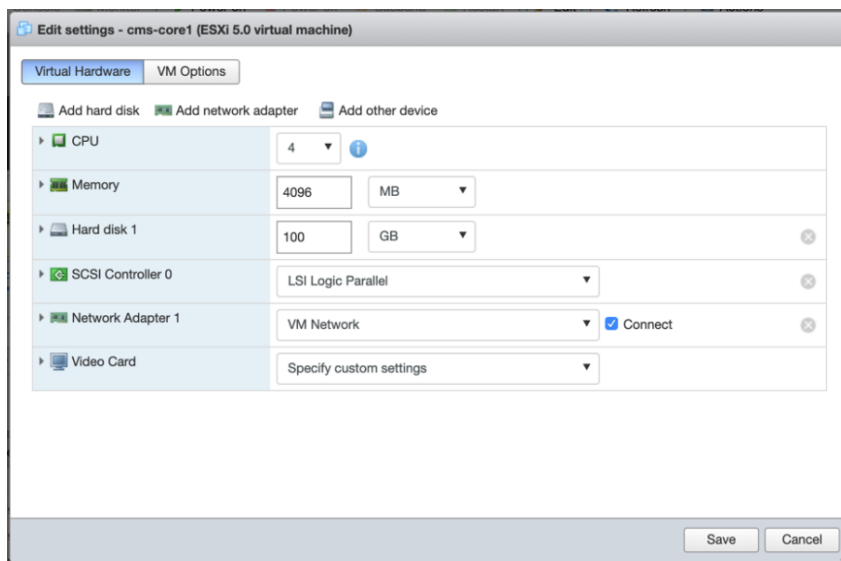 Edit settings - cms-core1 (ESXi 5.0 virtual machine)
Virtual Hardware VM Options
Add hard disk Add network adapter Add other device
CPU 4
Memory 4096 MB
Hard disk 1 100 GB
SCSI Controller 0 LSI Logic Parallel
Network Adapter 1 VM Network Connect
Video Card Specify custom settings
Save Cancel